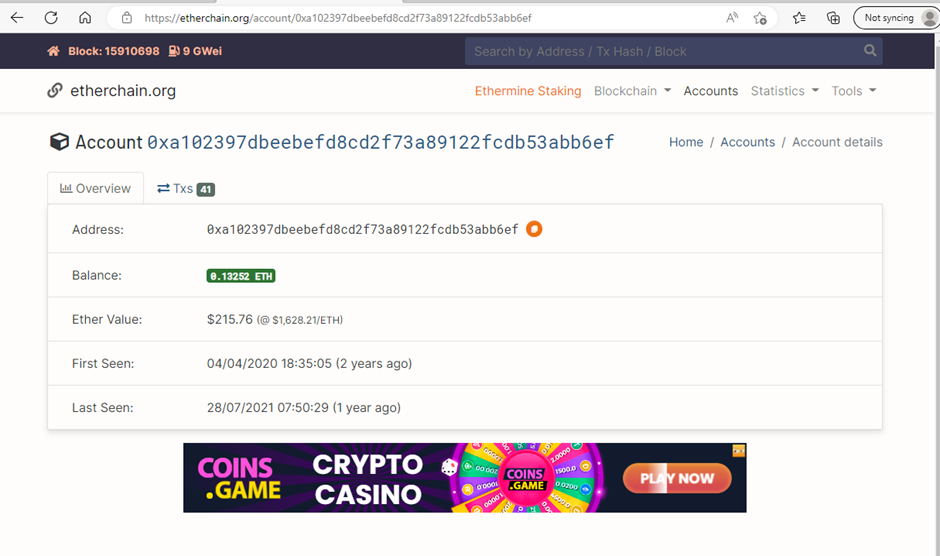 https://etherchain.org/account/0xa102397dbeebefd8cd2f73a89122fcdb53abb6ef
Not syncing
Block: 15910698 9 GWei
Search by Address / Tx Hash / Block
etherchain.org
Ethermine Staking Blockchain Accounts Statistics Tools
Account 0xa102397dbeebefd8cd2f73a89122fcdb53abb6ef
Home / Accounts / Account details
Overview Txs 41
Address: 0xa102397dbeebefd8cd2f73a89122fcdb53abb6ef
Balance: 0.13252 ETH
Ether Value: $215.76 (@ $1,628.21/ETH)
First Seen: 04/04/2020 18:35:05 (2 years ago)
Last Seen: 28/07/2021 07:50:29 (1 year ago)
COINS
.GAME
CRYPTO
CASINO
COINS
.GAME
PLAY NOW